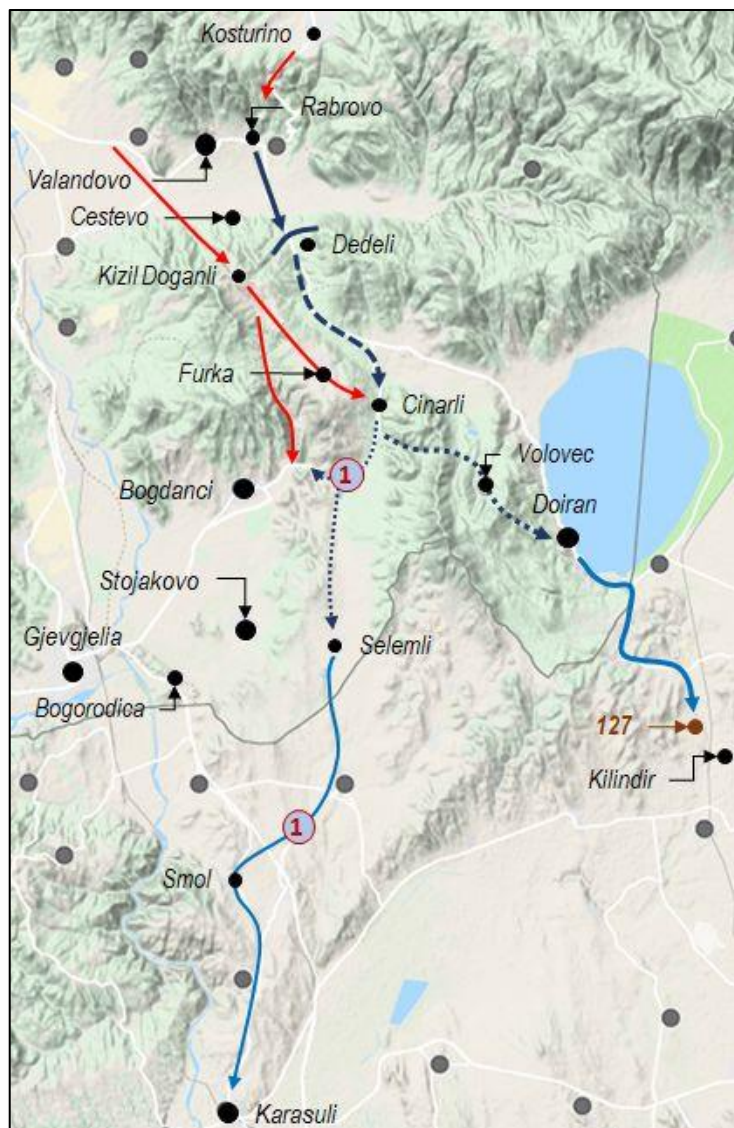 Kosturino
Rabrovo
Valandovo
Cestevo
Dedeli
Kizil Doganli
Furka
Cinarli
Volovec
1
Bogdanci
Doiran
Stojakovo
Gjevgjelia
Selemli
Bogorodica
127
Kilindir
1
Smol
Karasuli